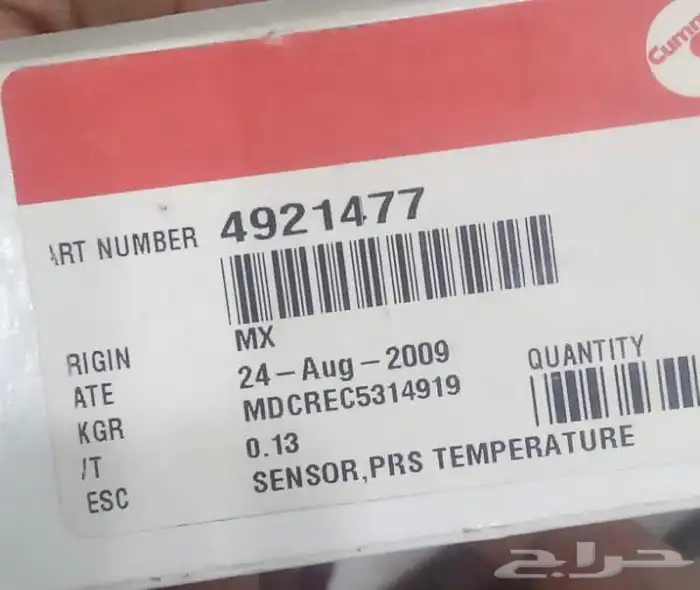 Cumm
ART NUMBER 4921477
RIGIN MX
ATE 24-Aug-2009
KGR MDCREC5314919
/T 0.13
ESC SENSOR,PRS TEMPERATURE
QUANTITY
حراج